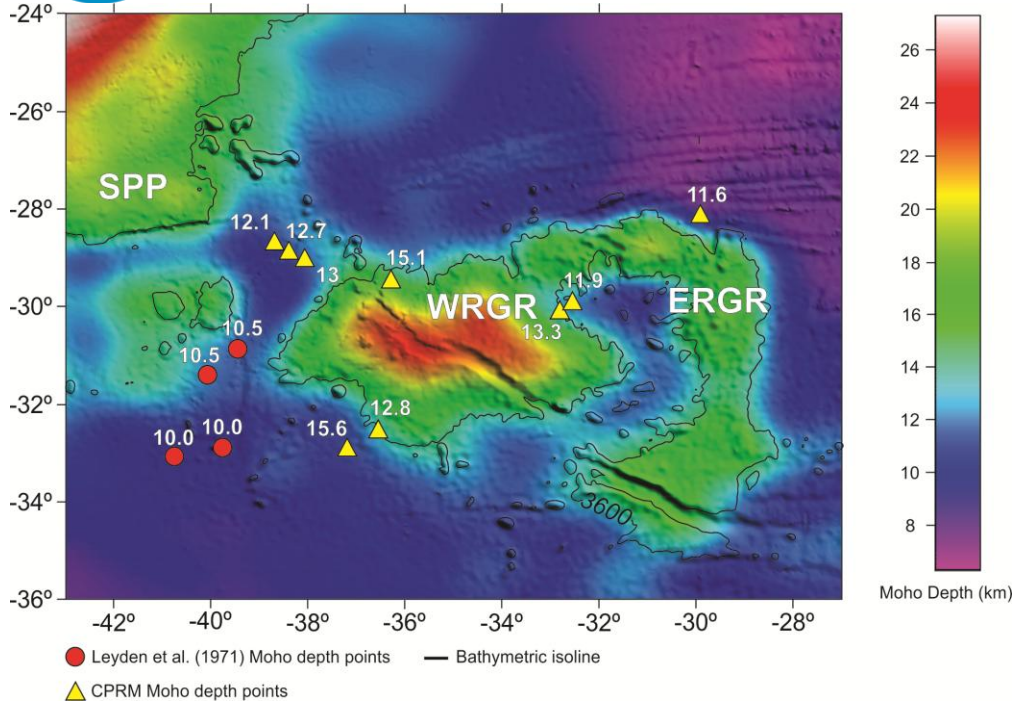 -24º
26
-26º
24
SPP
22
-28º
11.6
12.1
12.7
20
13
15.1
18
-30º
WRGR
11.9
ERGR
10.5
13.3
16
10.5
14
-32º
12.8
12
10.0
10.0
15.6
10
-34º
3600
8
-36º
-42º -40º -38º -36º -34º -32º -30º -28º
Moho Depth (km)
Leyden et al. (1971) Moho depth points
Bathymetric isoline
CPRM Moho depth points